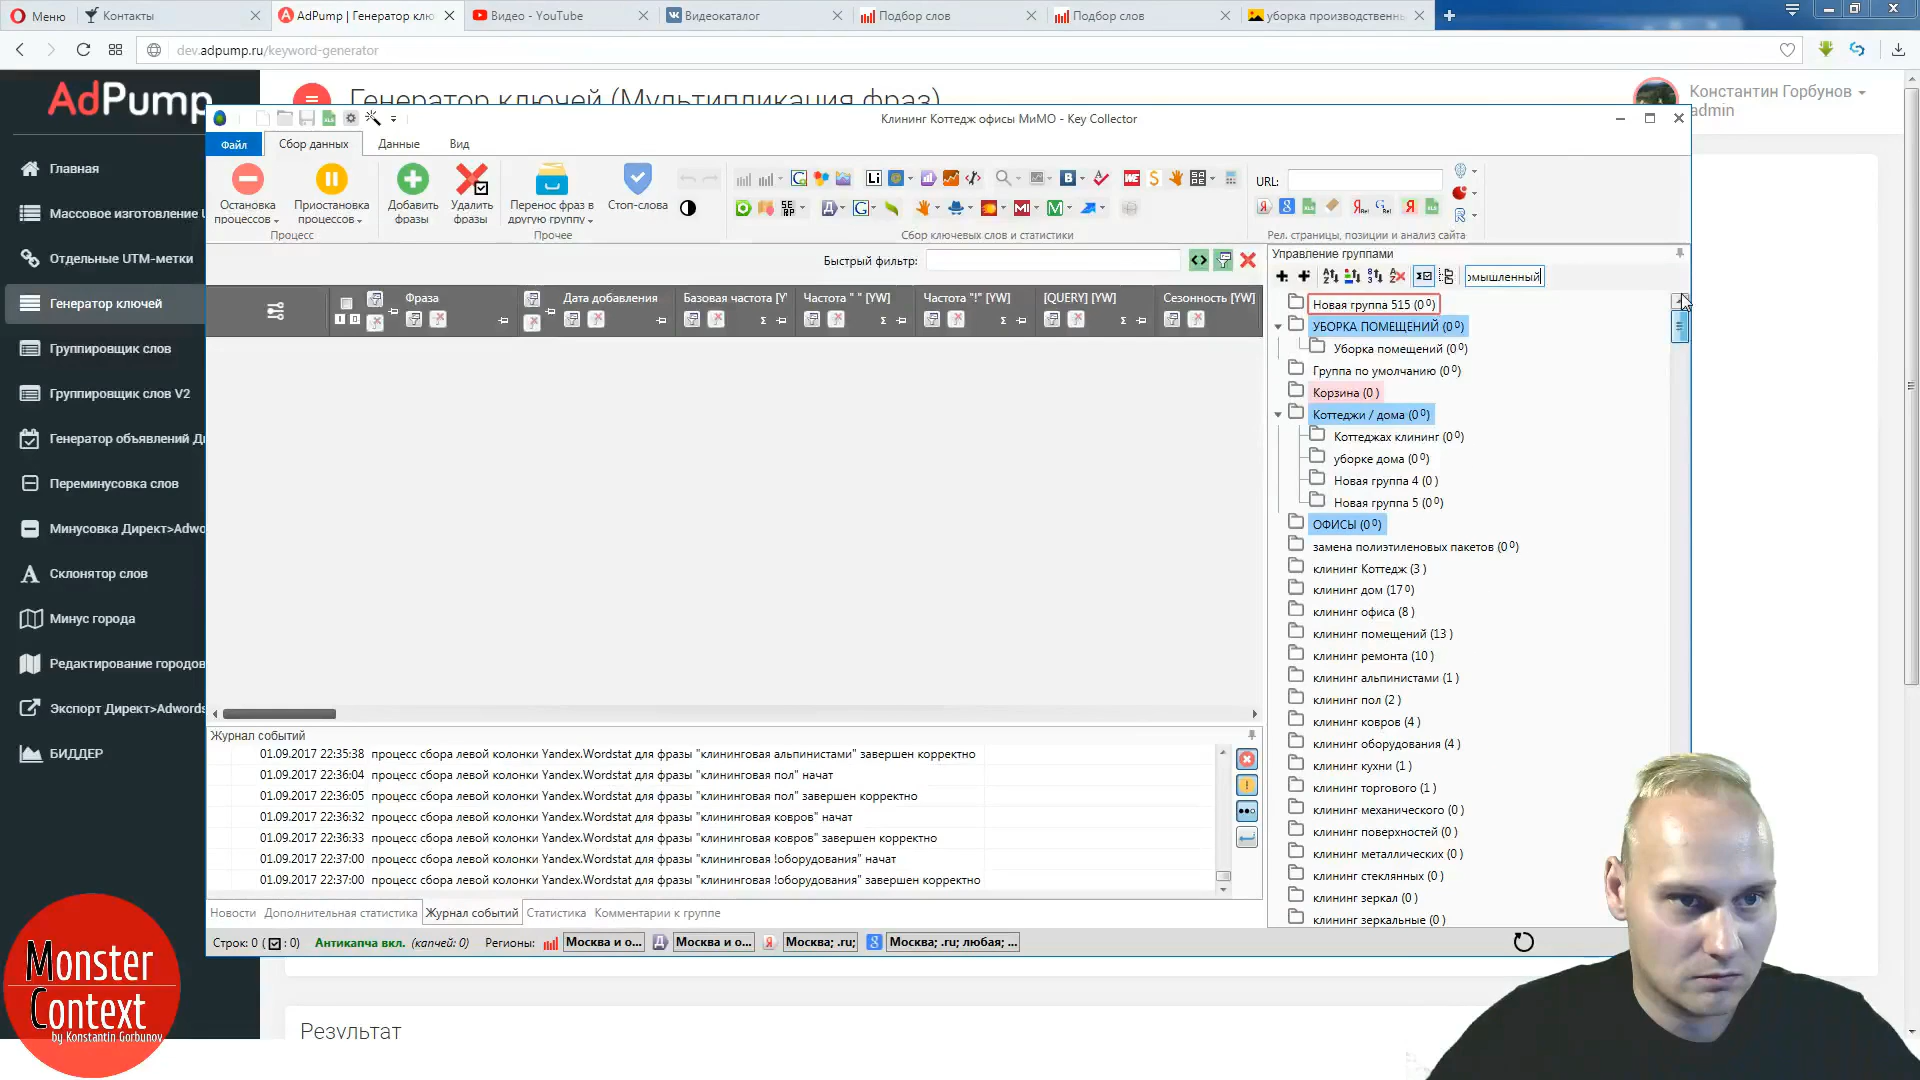 Меню
Контакты
AdPump | Генератор клю
Видео - YouTube
Видеокаталог
Подбор слов
Подбор слов
уборка производственнь
dev.adpump.ru/keyword-generator
AdPump
Генератор ключей (Мультипликация фраз)
Константин Горбунов
admin
Главная
Массовое изготовление U
Отдельные UTM-метки
Генератор ключей
Группировщик слов
Группировщик слов V2
Генератор объявлений Ди
Переминусовка слов
Минусовка Директ>Adwo
Склонятор слов
Минус города
Редактирование городов
Экспорт Директ>Adwords
БИДДЕР
Клининг Коттедж офисы МиМО - Key Collector
Файл
Сбор данных
Данные
Вид
Остановка процессов
Приостановка процессов
Добавить фразы
Удалить фразы
Перенос фраз в другую группу
Стоп-слова
URL:
Процесс
Прочее
Сбор ключевых слов и статистики
Рел. страницы, позиции и анализ сайта
Быстрый фильтр:
Фраза
Дата добавления
Базовая частота [YW]
Частота " " [YW]
Частота "!" [YW]
[QUERY] [YW]
Сезонность [YW]
Управление группами
омышленный
Новая группа 515 (0 0)
УБОРКА ПОМЕЩЕНИЙ (0 0)
Уборка помещений (0 0)
Группа по умолчанию (0 0)
Корзина (0 )
Коттеджи / дома (0 0)
Коттеджах клининг (0 0)
уборке дома (0 0)
Новая группа 4 (0 )
Новая группа 5 (0 0)
ОФИСЫ (0 0)
замена полиэтиленовых пакетов (0 0)
клининг Коттедж (3 )
клининг дом (17 0)
клининг офиса (8 )
клининг помещений (13 )
клининг ремонта (10 )
клининг альпинистами (1 )
клининг пол (2 )
клининг ковров (4 )
клининг оборудования (4 )
клининг кухни (1 )
клининг торгового (1 )
клининг механического (0 )
клининг поверхностей (0 )
клининг металлических (0 )
клининг стеклянных (0 )
клининг зеркал (0 )
клининг зеркальные (0 )
Журнал событий
01.09.2017 22:35:38 процесс сбора левой колонки Yandex.Wordstat для фразы "клининговая альпинистами" завершен корректно
01.09.2017 22:36:04 процесс сбора левой колонки Yandex.Wordstat для фразы "клининговая пол" начат
01.09.2017 22:36:05 процесс сбора левой колонки Yandex.Wordstat для фразы "клининговая пол" завершен корректно
01.09.2017 22:36:32 процесс сбора левой колонки Yandex.Wordstat для фразы "клининговая ковров" начат
01.09.2017 22:36:33 процесс сбора левой колонки Yandex.Wordstat для фразы "клининговая ковров" завершен корректно
01.09.2017 22:37:00 процесс сбора левой колонки Yandex.Wordstat для фразы "клининговая !оборудования" начат
01.09.2017 22:37:00 процесс сбора левой колонки Yandex.Wordstat для фразы "клининговая !оборудования" завершен корректно
Новости
Дополнительная статистика
Журнал событий
Статистика
Комментарии к группе
Строк: 0 ( : 0)
Антикапча вкл. (капчей: 0)
Регионы:
Москва и о...
Москва и о...
Москва; .ru;
Москва; .ru; любая; ...
Monster
Context
by Konstantin Gorbunov
Результат